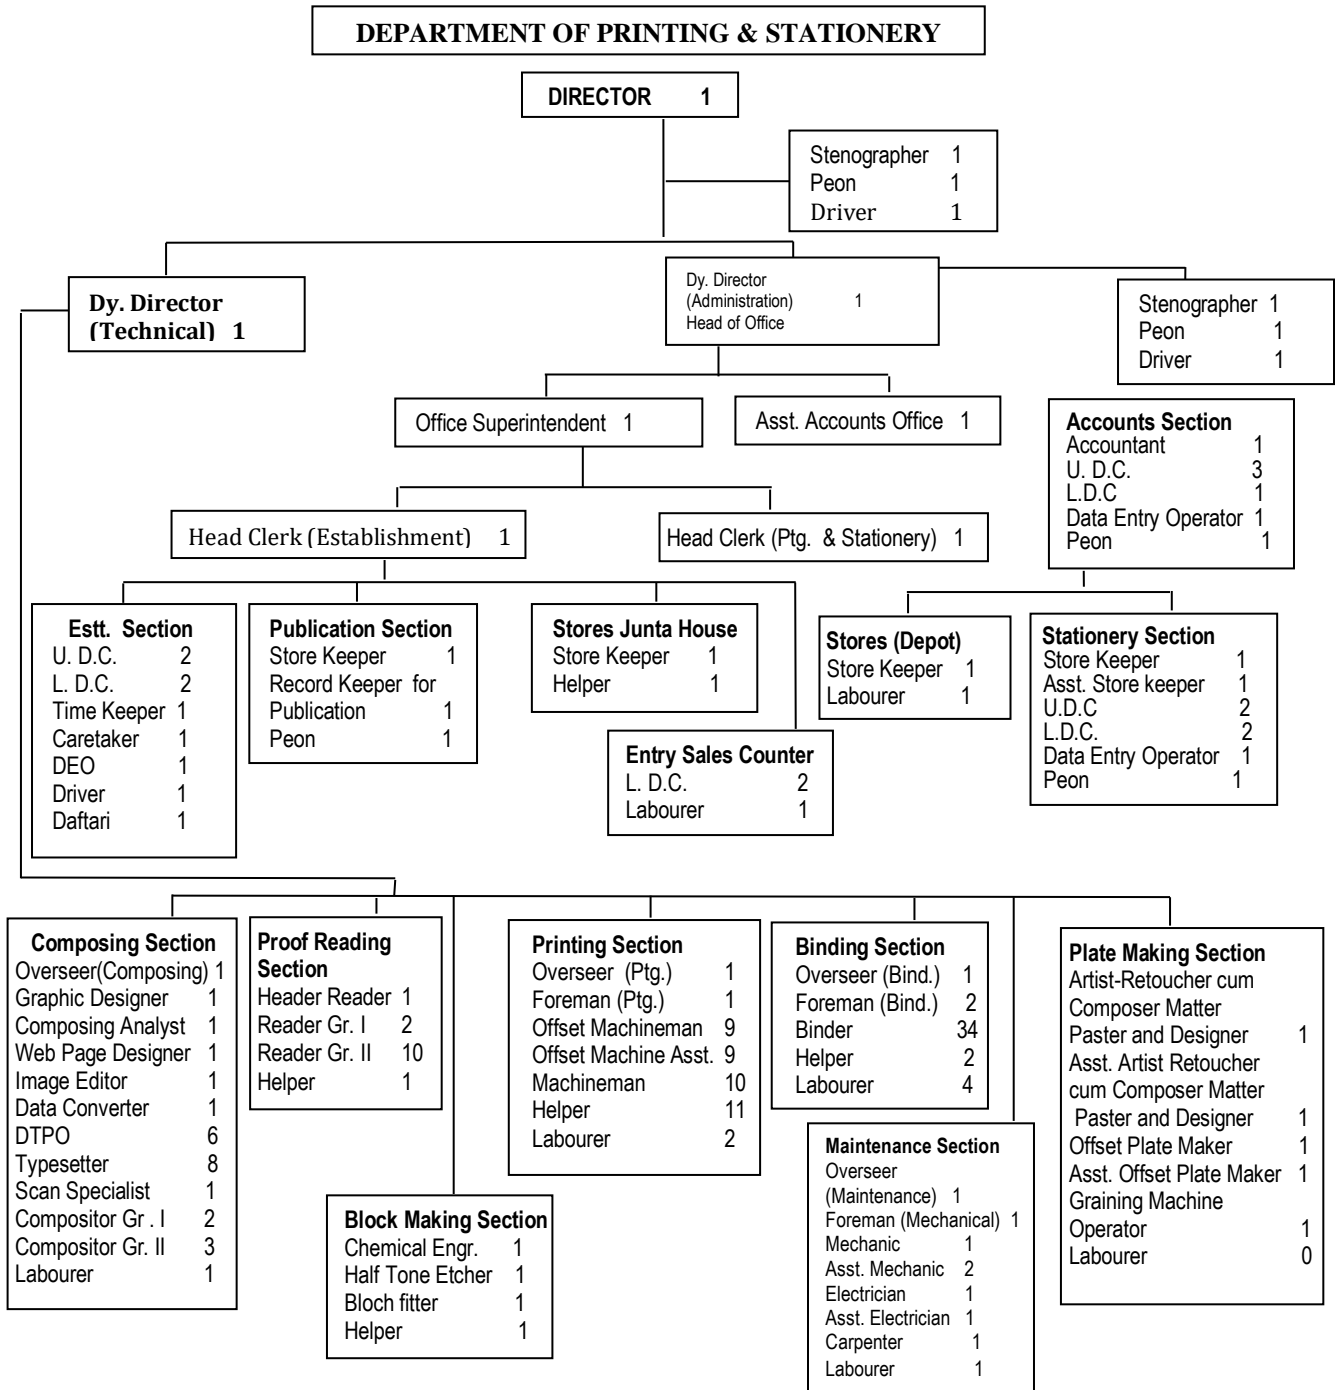 DEPARTMENT OF PRINTING & STATIONERY
DIRECTOR 1
Stenographer 1
Peon 1
Driver 1
Dy. Director
(Technical) 1
Dy. Director
(Administration) 1
Head of Office
Stenographer 1
Peon 1
Driver 1
Office Superintendent 1
Asst. Accounts Office 1
Accounts Section
Accountant 1
U. D.C. 3
L.D.C 1
Data Entry Operator 1
Peon 1
Head Clerk (Establishment) 1
Head Clerk (Ptg. & Stationery) 1
Estt. Section
U. D.C. 2
L. D.C. 2
Time Keeper 1
Caretaker 1
DEO 1
Driver 1
Daftari 1
Publication Section
Store Keeper 1
Record Keeper for
Publication 1
Peon 1
Stores Junta House
Store Keeper 1
Helper 1
Entry Sales Counter
L. D.C. 2
Labourer 1
Stores (Depot)
Store Keeper 1
Labourer 1
Stationery Section
Store Keeper 1
Asst. Store keeper 1
U.D.C 2
L.D.C. 2
Data Entry Operator 1
Peon 1
Composing Section
Overseer(Composing) 1
Graphic Designer 1
Composing Analyst 1
Web Page Designer 1
Image Editor 1
Data Converter 1
DTPO 6
Typesetter 8
Scan Specialist 1
Compositor Gr . I 2
Compositor Gr. II 3
Labourer 1
Proof Reading
Section
Header Reader 1
Reader Gr. I 2
Reader Gr. II 10
Helper 1
Block Making Section
Chemical Engr. 1
Half Tone Etcher 1
Bloch fitter 1
Helper 1
Printing Section
Overseer (Ptg.) 1
Foreman (Ptg.) 1
Offset Machineman 9
Offset Machine Asst. 9
Machineman 10
Helper 11
Labourer 2
Binding Section
Overseer (Bind.) 1
Foreman (Bind.) 2
Binder 34
Helper 2
Labourer 4
Maintenance Section
Overseer
(Maintenance) 1
Foreman (Mechanical) 1
Mechanic 1
Asst. Mechanic 2
Electrician 1
Asst. Electrician 1
Carpenter 1
Labourer 1
Plate Making Section
Artist-Retoucher cum
Composer Matter
Paster and Designer 1
Asst. Artist Retoucher
cum Composer Matter
Paster and Designer 1
Offset Plate Maker 1
Asst. Offset Plate Maker 1
Graining Machine
Operator 1
Labourer 0